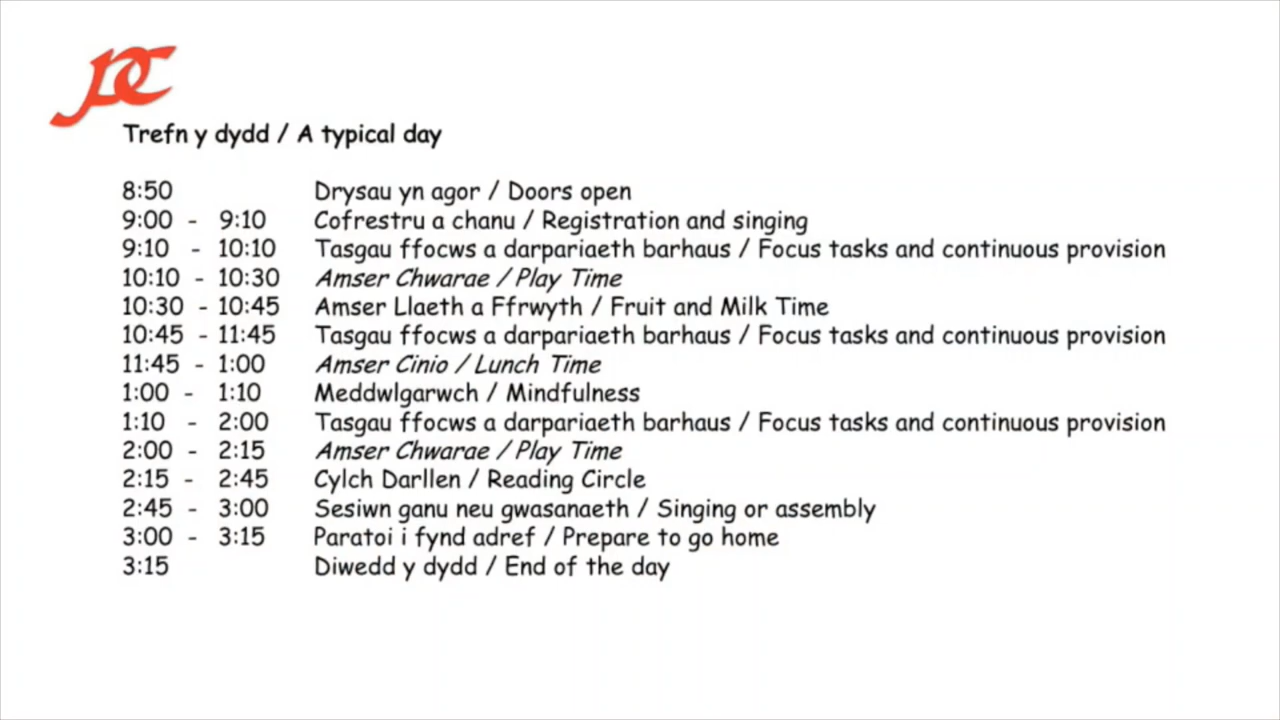 pc
Trefn y dydd / A typical day
8:50 Drysau yn agor / Doors open
9:00 - 9:10 Cofrestru a chanu / Registration and singing
9:10 - 10:10 Tasgau ffocws a darpariaeth barhaus / Focus tasks and continuous provision
10:10 - 10:30 Amser Chwarae / Play Time
10:30 - 10:45 Amser Llaeth a Ffrwyth / Fruit and Milk Time
10:45 - 11:45 Tasgau ffocws a darpariaeth barhaus / Focus tasks and continuous provision
11:45 - 1:00 Amser Cinio / Lunch Time
1:00 - 1:10 Meddwlgarwch / Mindfulness
1:10 - 2:00 Tasgau ffocws a darpariaeth barhaus / Focus tasks and continuous provision
2:00 - 2:15 Amser Chwarae / Play Time
2:15 - 2:45 Cylch Darllen / Reading Circle
2:45 - 3:00 Sesiwn ganu neu gwasanaeth / Singing or assembly
3:00 - 3:15 Paratoi i fynd adref / Prepare to go home
3:15 Diwedd y dydd / End of the day